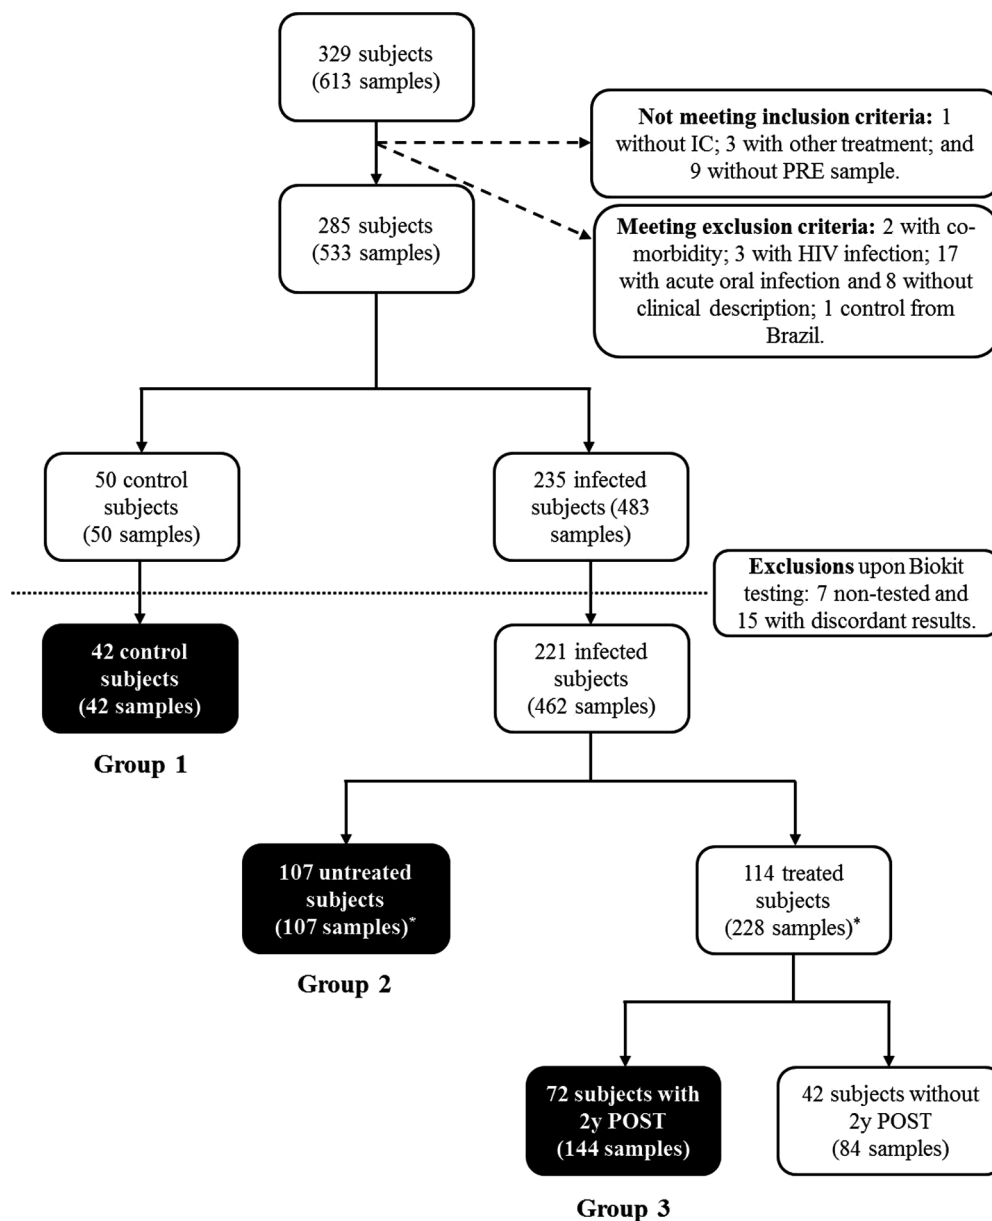 329 subjects
(613 samples)
Not meeting inclusion criteria: 1
without IC; 3 with other treatment; and
9 without PRE sample.
285 subjects
(533 samples)
Meeting exclusion criteria: 2 with co-
morbidity; 3 with HIV infection; 17
with acute oral infection and 8 without
clinical description; 1 control from
Brazil.
50 control
subjects
(50 samples)
235 infected
subjects (483
samples)
Exclusions upon Biokit
testing: 7 non-tested and
15 with discordant results.
42 control
subjects
(42 samples)
Group 1
221 infected
subjects
(462 samples)
107 untreated
subjects
(107 samples)*
Group 2
114 treated
subjects
(228 samples)*
72 subjects with
2y POST
(144 samples)
Group 3
42 subjects without
2y POST
(84 samples)